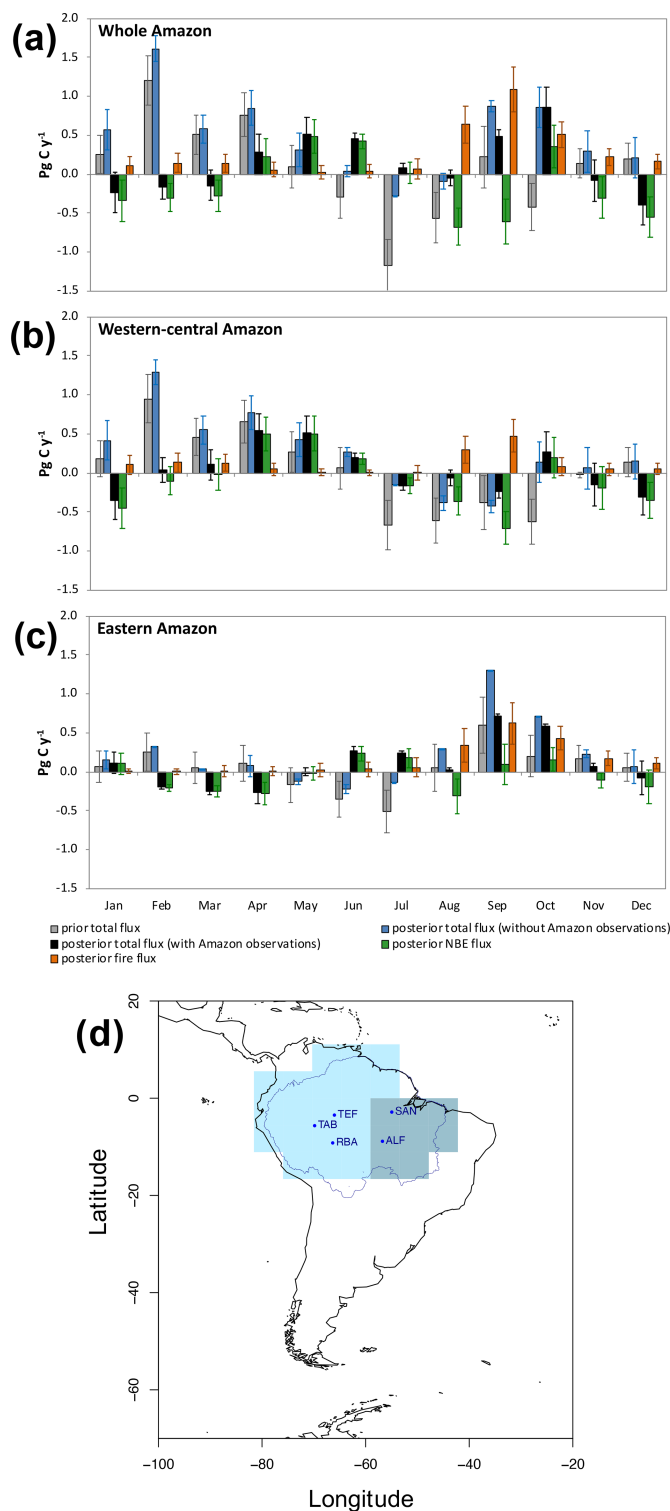 (a)
Whole Amazon
2.0
1.5
1.0
0.5
0.0
-0.5
-1.0
-1.5
Pg C y⁻¹
(b)
Western-central Amazon
2.0
1.5
1.0
0.5
0.0
-0.5
-1.0
-1.5
Pg C y⁻¹
(c)
Eastern Amazon
2.0
1.5
1.0
0.5
0.0
-0.5
-1.0
-1.5
Pg C y⁻¹
Jan Feb Mar Apr May Jun Jul Aug Sep Oct Nov Dec
prior total flux
posterior total flux (without Amazon observations)
posterior total flux (with Amazon observations)
posterior NBE flux
posterior fire flux
(d)
20
0
−20
−40
−60
Latitude
TEF
SAN
TAB
RBA
ALF
−100 −80 −60 −40 −20
Longitude